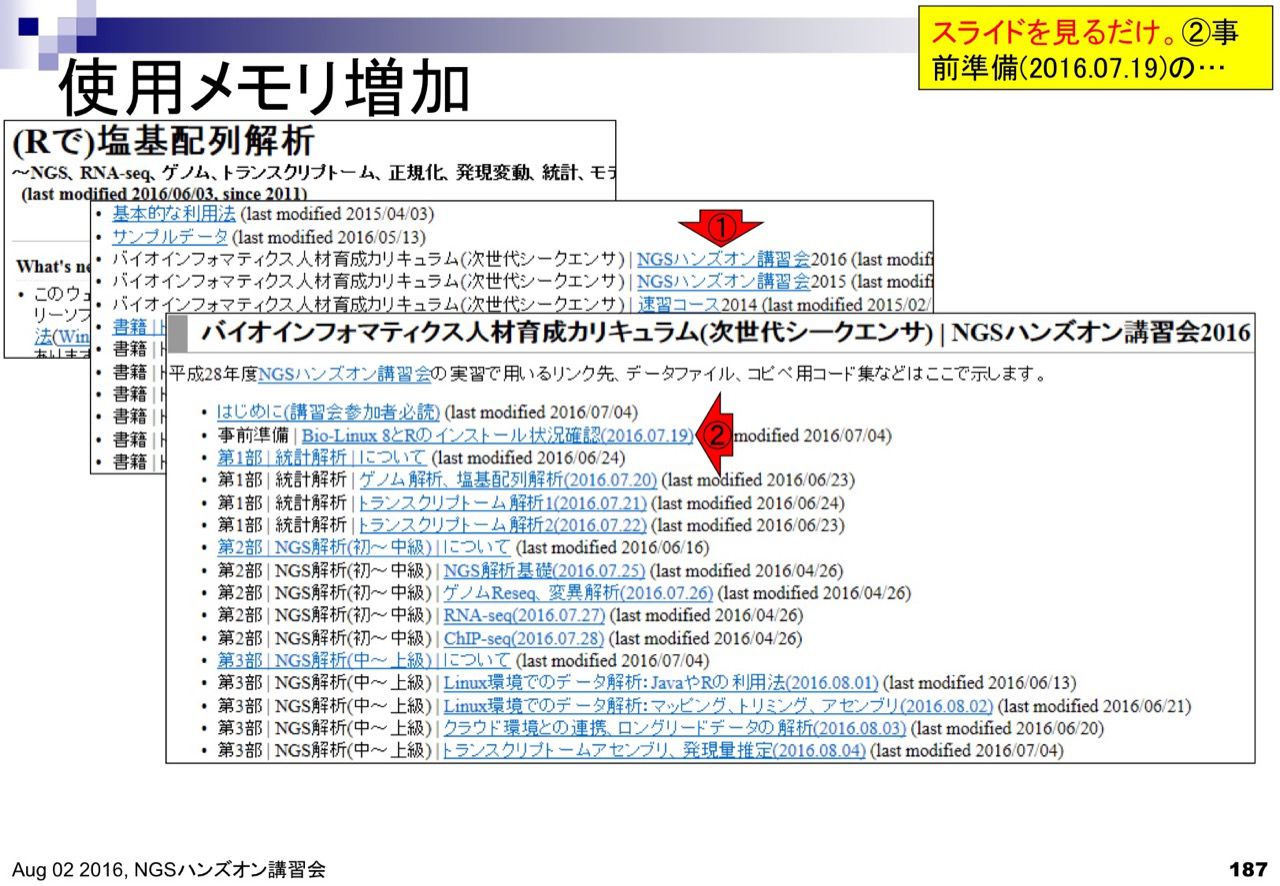 スライドを見るだけ。②事
前準備(2016.07.19)の…
使用メモリ増加
(Rで)塩基配列解析
～NGS、RNA-seq、ゲノム、トランスクリプトーム、正規化、発現変動、統計、モデ
(last modified 2016/06/03, since 2011)
What's ne
• このウェ
リーソフ
法(Win
あります
• 基本的な利用法 (last modified 2015/04/03)
• サンプルデータ (last modified 2016/05/13)
①
• バイオインフォマティクス人材育成カリキュラム(次世代シークエンサ) | NGSハンズオン講習会2016 (last modifi
• バイオインフォマティクス人材育成カリキュラム(次世代シークエンサ) | NGSハンズオン講習会2015 (last modifi
• バイオインフォマティクス人材育成カリキュラム(次世代シークエンサ) | 速習コース2014 (last modified 2015/02/
• 書籍 | ト
• 書籍 | ト
• 書籍 | ト
• 書籍 | ト
• 書籍 | ト
• 書籍 | ト
• 書籍 | ト
バイオインフォマティクス人材育成カリキュラム(次世代シークエンサ) | NGSハンズオン講習会2016
平成28年度NGSハンズオン講習会の実習で用いるリンク先、データファイル、コピペ用コード集などはここで示します。
• はじめに(講習会参加者必読) (last modified 2016/07/04)
• 事前準備 | Bio-Linux 8とRのインストール状況確認(2016.07.19) ② modified 2016/07/04)
• 第1部 | 統計解析 | について (last modified 2016/06/24)
• 第1部 | 統計解析 | ゲノム解析、塩基配列解析(2016.07.20) (last modified 2016/06/23)
• 第1部 | 統計解析 | トランスクリプトーム解析1(2016.07.21) (last modified 2016/06/24)
• 第1部 | 統計解析 | トランスクリプトーム解析2(2016.07.22) (last modified 2016/06/23)
• 第2部 | NGS解析(初～中級) | について (last modified 2016/06/16)
• 第2部 | NGS解析(初～中級) | NGS解析基礎(2016.07.25) (last modified 2016/04/26)
• 第2部 | NGS解析(初～中級) | ゲノムReseq、変異解析(2016.07.26) (last modified 2016/04/26)
• 第2部 | NGS解析(初～中級) | RNA-seq(2016.07.27) (last modified 2016/04/26)
• 第2部 | NGS解析(初～中級) | ChIP-seq(2016.07.28) (last modified 2016/04/26)
• 第3部 | NGS解析(中～上級) | について (last modified 2016/07/04)
• 第3部 | NGS解析(中～上級) | Linux環境でのデータ解析：JavaやRの利用法(2016.08.01) (last modified 2016/06/13)
• 第3部 | NGS解析(中～上級) | Linux環境でのデータ解析：マッピング、トリミング、アセンブリ(2016.08.02) (last modified 2016/06/21)
• 第3部 | NGS解析(中～上級) | クラウド環境との連携、ロングリードデータの解析(2016.08.03) (last modified 2016/06/20)
• 第3部 | NGS解析(中～上級) | トランスクリプトームアセンブリ、発現量推定(2016.08.04) (last modified 2016/07/04)
Aug 02 2016, NGSハンズオン講習会
187